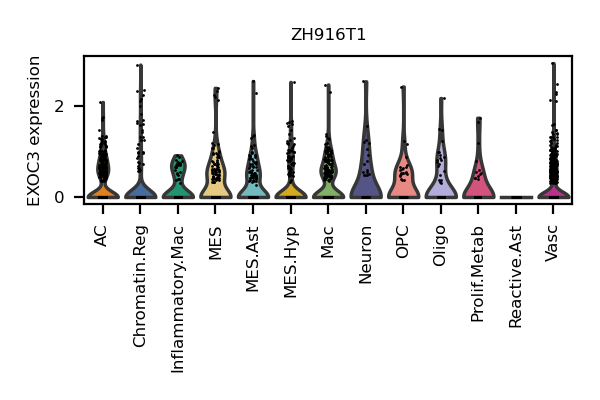 ZH916T1
EXOC3 expression
2
0
AC
Chromatin.Reg
Inflammatory.Mac
MES
MES.Ast
MES.Hyp
Mac
Neuron
OPC
Oligo
Prolif.Metab
Reactive.Ast
Vasc